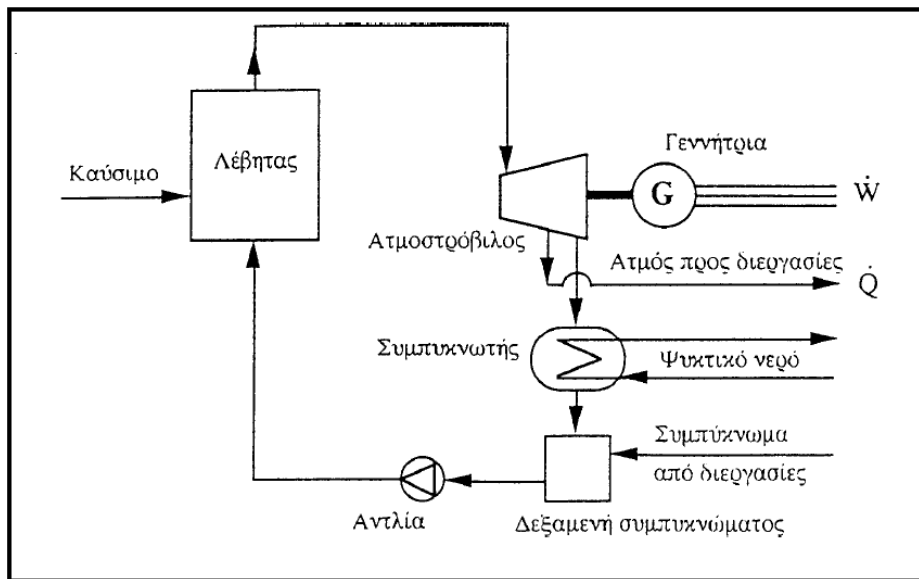 Λέβητας
Καύσιμο
Γεννήτρια
G
Ẇ
Ατμοστρόβιλος
Ατμός προς διεργασίες
Q̇
Συμπυκνωτής
Ψυκτικό νερό
Συμπύκνωμα
από διεργασίες
Αντλία
Δεξαμενή συμπυκνώματος